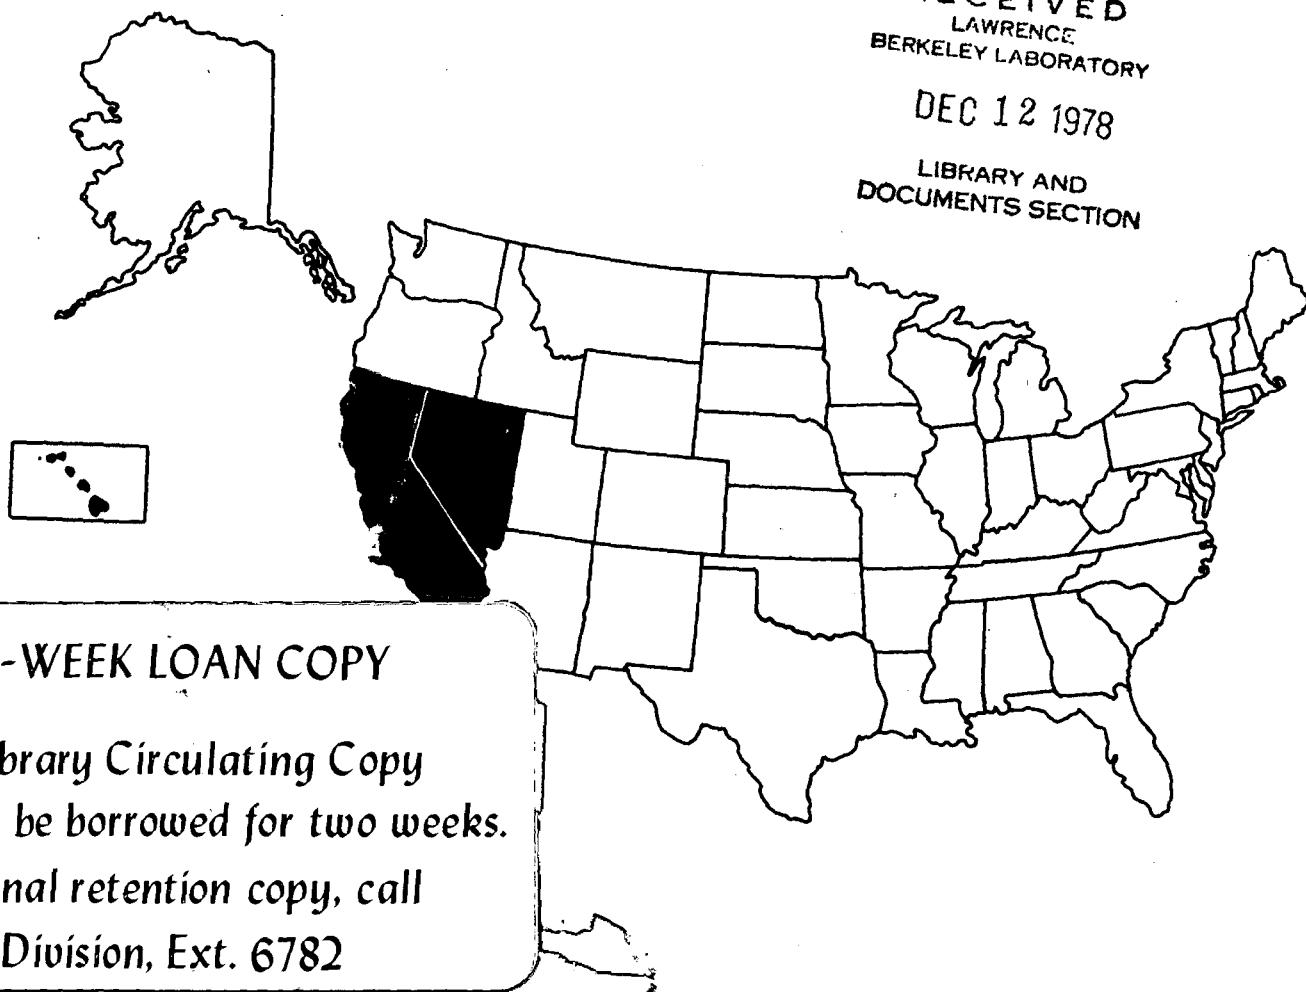 RECEIVED
LAWRENCE
BERKELEY LABORATORY
DEC 12 1978
LIBRARY AND
DOCUMENTS SECTION
-WEEK LOAN COPY
brary Circulating Copy
be borrowed for two weeks.
nal retention copy, call
Division, Ext. 6782